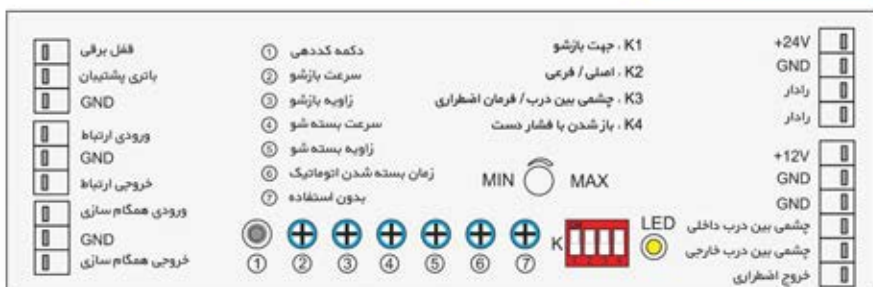 قفل برقی
باتری پشتیبان
GND
ورودی ارتباط
GND
خروجی ارتباط
ورودی همگام سازی
GND
خروجی همگام سازی
① دکمه کددهی
② سرعت بازشو
③ زاویه بازشو
④ سرعت بسته شو
⑤ زاویه بسته شو
⑥ زمان بسته شدن اتوماتیک
⑦ بدون استفاده
K1 . جهت بازشو
K2 . اصلی / فرعی
K3 . چشمی بین درب / فرمان اضطراری
K4 . باز شدن با فشار دست
MIN MAX
K
1 2 3 4
LED
① ② ③ ④ ⑤ ⑥ ⑦
+24V
GND
رادار
رادار
+12V
GND
GND
چشمی بین درب داخلی
چشمی بین درب خارجی
خروج اضطراری